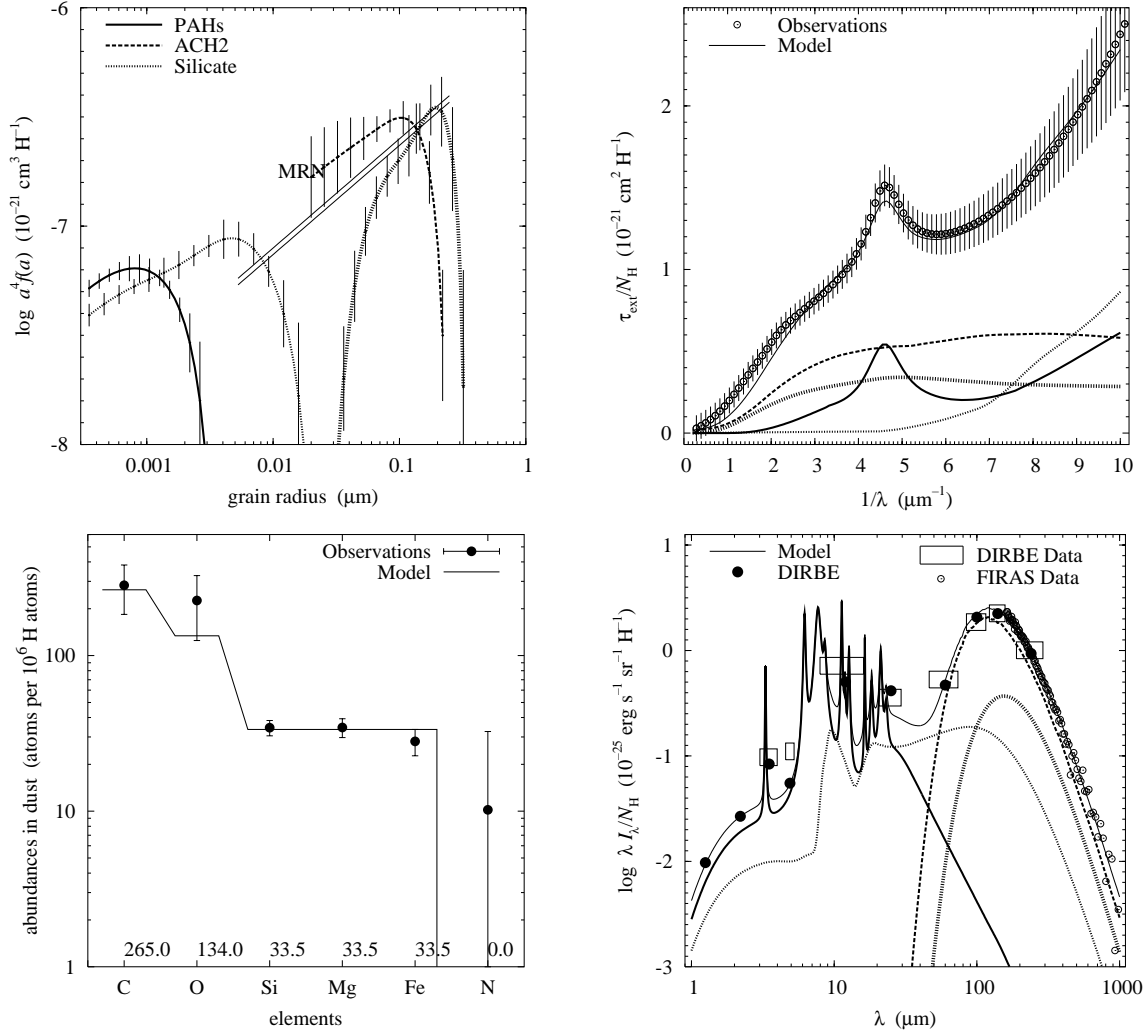 PAHs
ACH2
Silicate
MRN
-6
-7
-8
log a⁴f(a) (10⁻²¹ cm³ H⁻¹)
0.001 0.01 0.1 1
grain radius (μm)
Observations
Model
2
1
0
τext/NH (10⁻²¹ cm² H⁻¹)
0 1 2 3 4 5 6 7 8 9 10
1/λ (μm⁻¹)
Observations
Model
100
10
1
abundances in dust (atoms per 10⁶ H atoms)
265.0 134.0 33.5 33.5 33.5 0.0
C O Si Mg Fe N
elements
Model
DIRBE
DIRBE Data
FIRAS Data
1
0
-1
-2
-3
log λ Iλ/NH (10⁻²⁵ erg s⁻¹ sr⁻¹ H⁻¹)
1 10 100 1000
λ (μm)